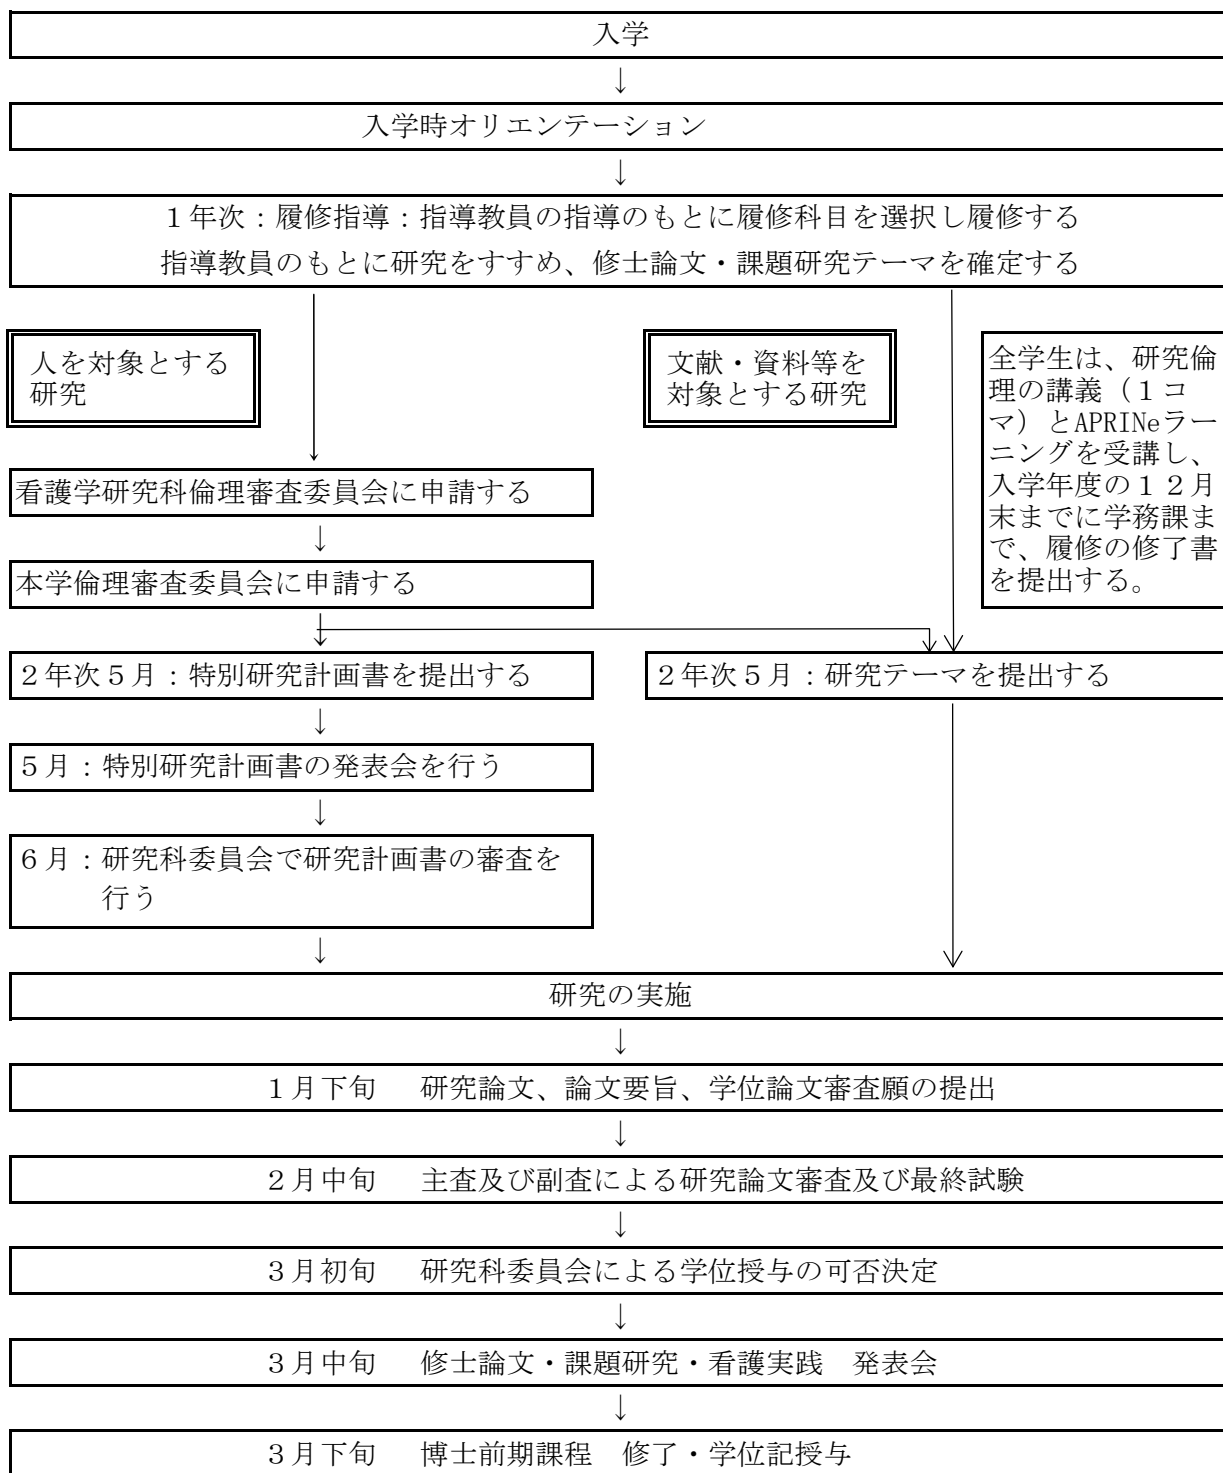 入学
↓
入学時オリエンテーション
↓
１年次：履修指導：指導教員の指導のもとに履修科目を選択し履修する
指導教員のもとに研究をすすめ、修士論文・課題研究テーマを確定する
人を対象とする
研究
文献・資料等を
対象とする研究
全学生は、研究倫
理の講義（１コ
マ）とAPRINeラー
ニングを受講し、
入学年度の１２月
末までに学務課ま
で、履修の修了書
を提出する。
看護学研究科倫理審査委員会に申請する
↓
本学倫理審査委員会に申請する
↓
２年次５月：特別研究計画書を提出する
２年次５月：研究テーマを提出する
↓
５月：特別研究計画書の発表会を行う
↓
６月：研究科委員会で研究計画書の審査を
行う
↓
研究の実施
↓
１月下旬　研究論文、論文要旨、学位論文審査願の提出
↓
２月中旬　主査及び副査による研究論文審査及び最終試験
↓
３月初旬　研究科委員会による学位授与の可否決定
↓
３月中旬　修士論文・課題研究・看護実践　発表会
↓
３月下旬　博士前期課程　修了・学位記授与